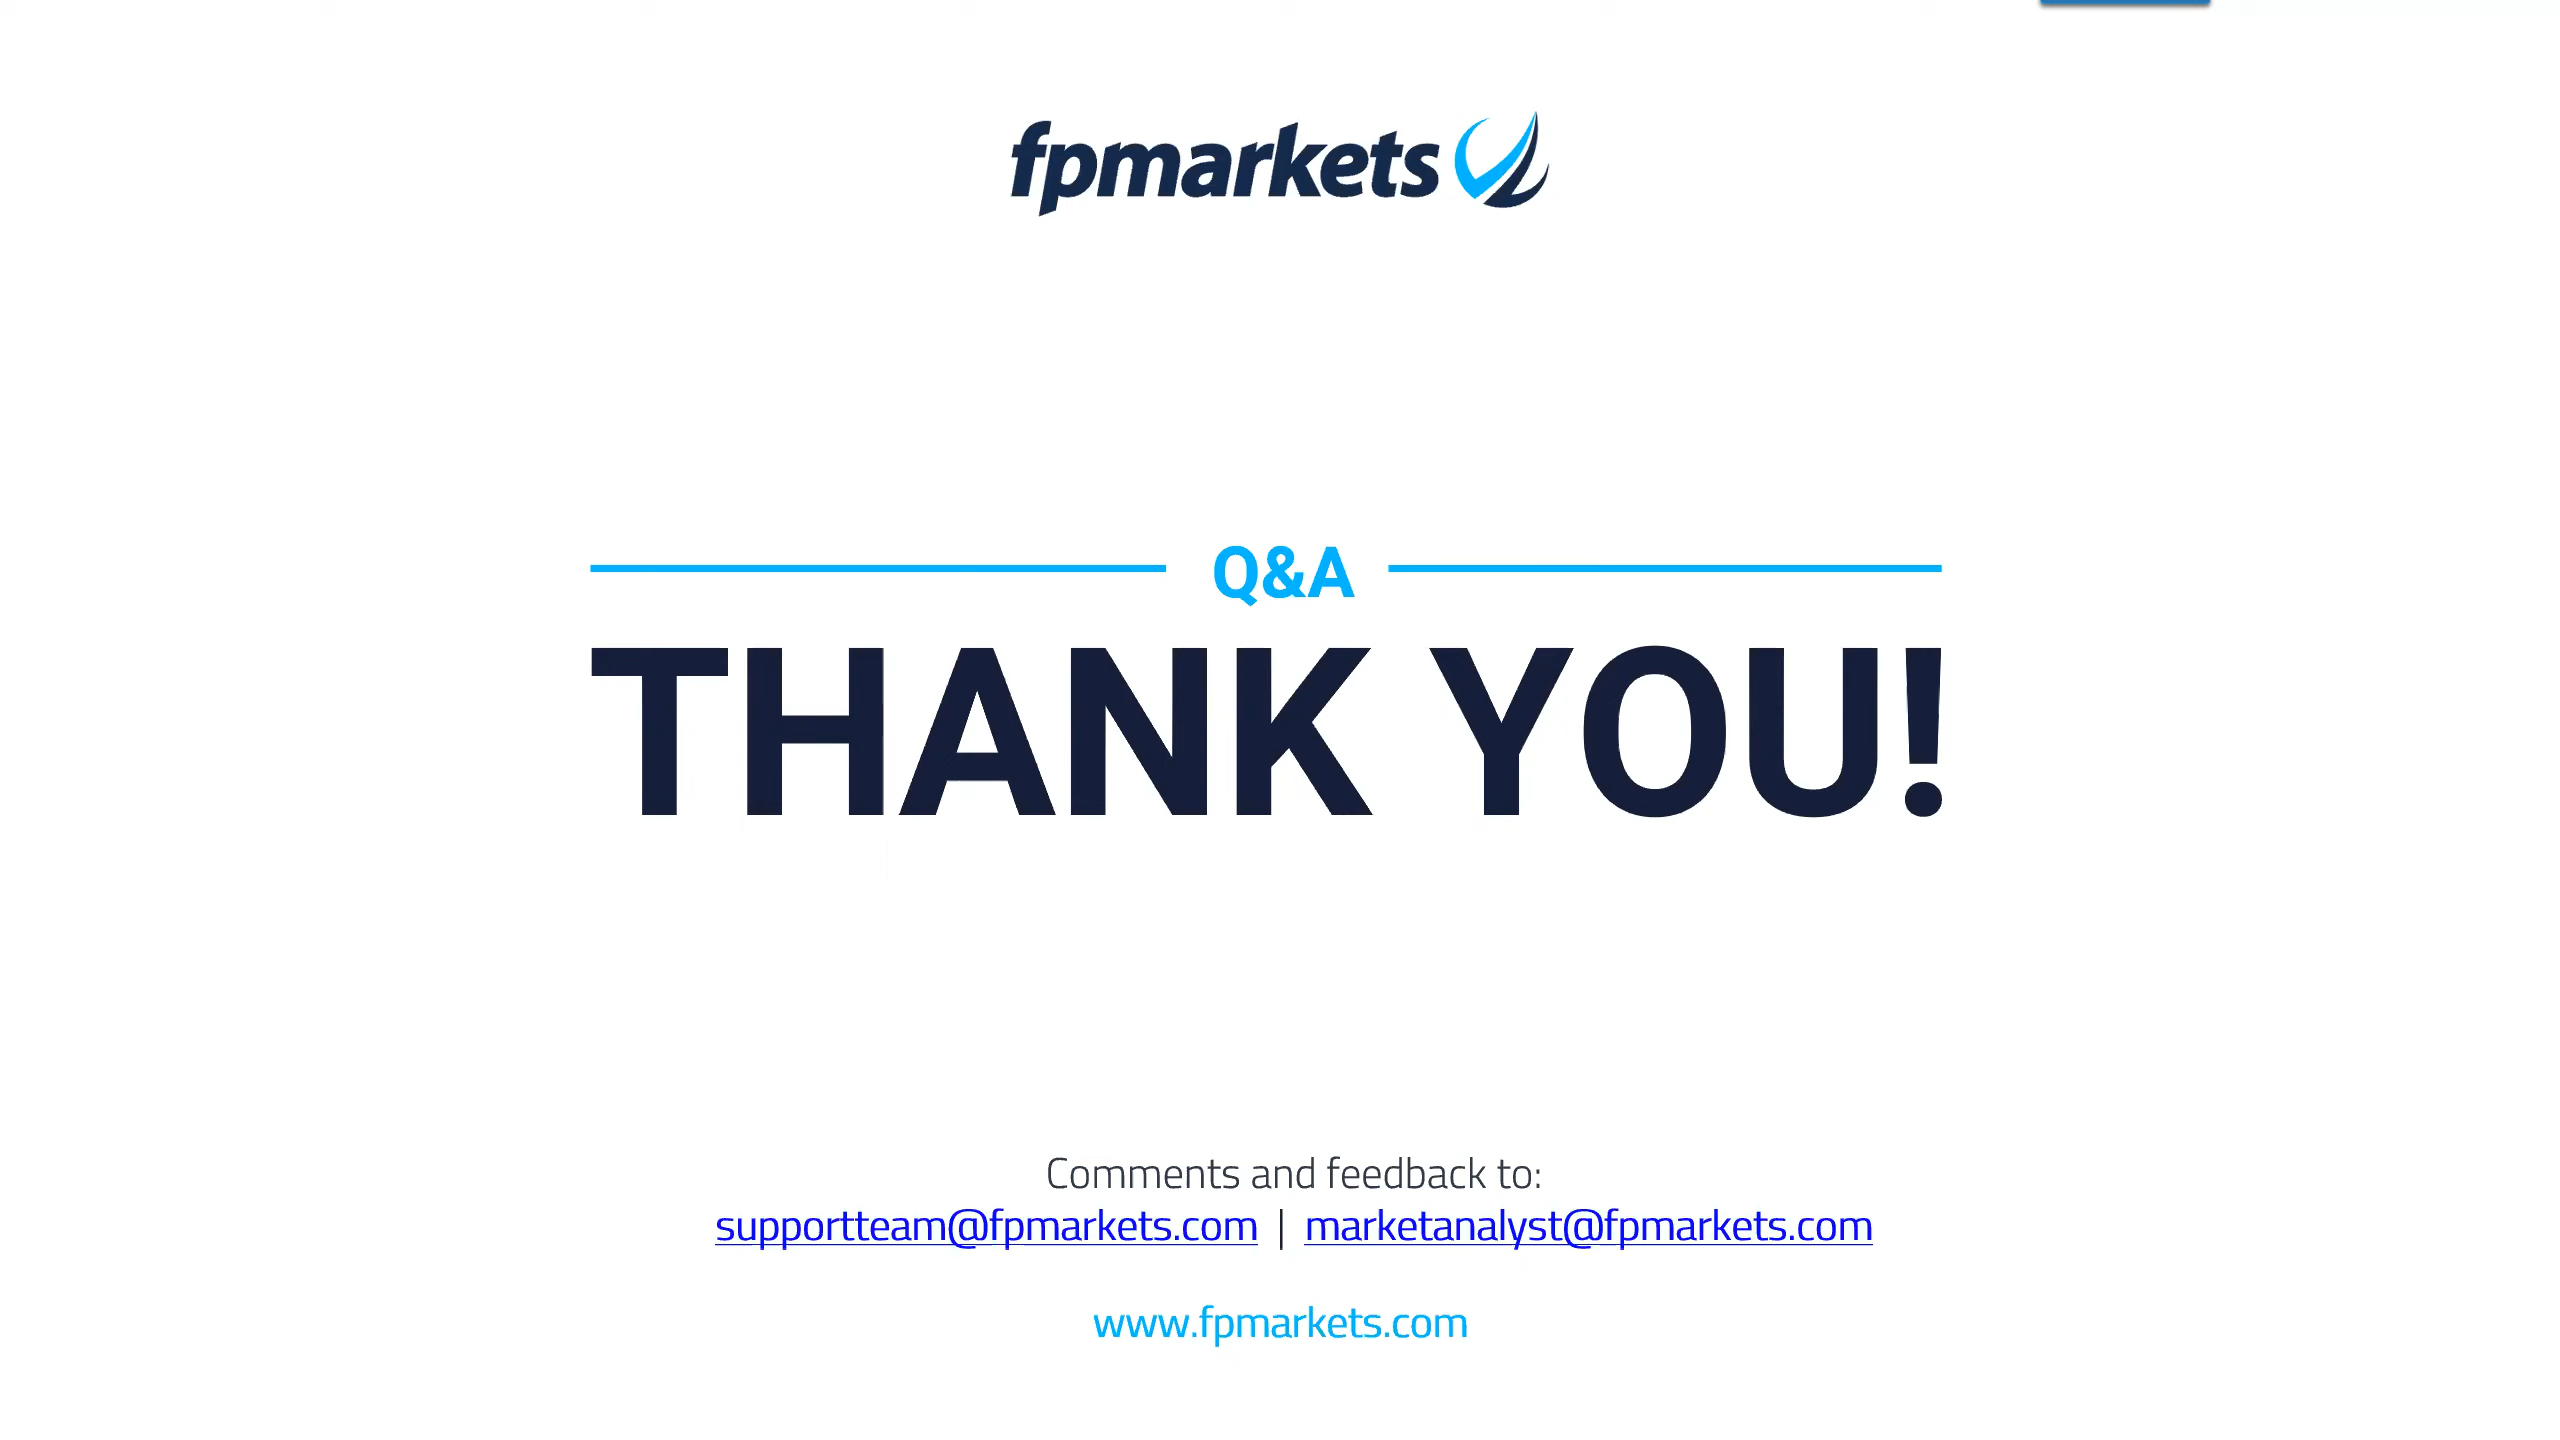 fpmarkets
Q&A
THANK YOU!
Comments and feedback to:
supportteam@fpmarkets.com | marketanalyst@fpmarkets.com
www.fpmarkets.com